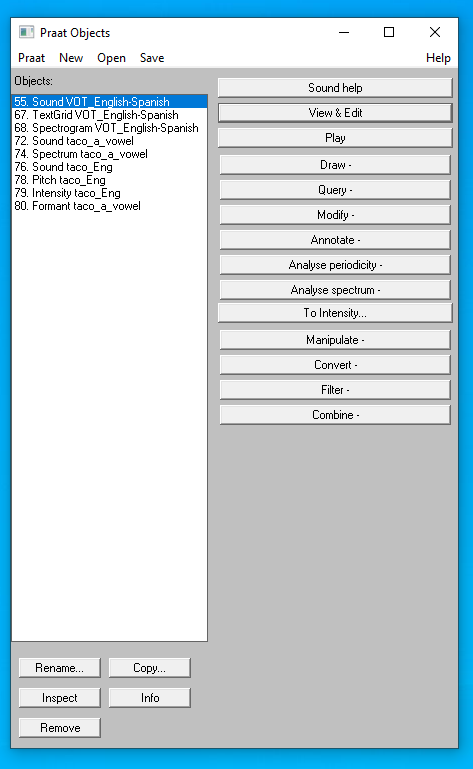 Praat Objects
Praat New Open Save Help
Objects:
55. Sound VOT_English-Spanish
67. TextGrid VOT_English-Spanish
68. Spectrogram VOT_English-Spanish
72. Sound taco_a_vowel
74. Spectrum taco_a_vowel
76. Sound taco_Eng
78. Pitch taco_Eng
79. Intensity taco_Eng
80. Formant taco_a_vowel
Sound help
View & Edit
Play
Draw -
Query -
Modify -
Annotate -
Analyse periodicity -
Analyse spectrum -
To Intensity...
Manipulate -
Convert -
Filter -
Combine -
Rename... Copy...
Inspect Info
Remove